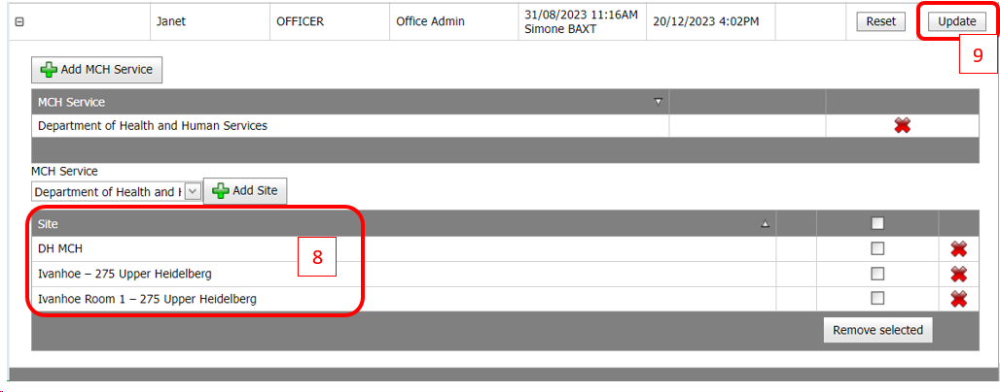 Janet OFFICER Office Admin 31/08/2023 11:16AM Simone BAXT 20/12/2023 4:02PM Reset Update
9
Add MCH Service
MCH Service
Department of Health and Human Services
MCH Service
Department of Health and H Add Site
Site
8
DH MCH
Ivanhoe – 275 Upper Heidelberg
Ivanhoe Room 1 – 275 Upper Heidelberg
Remove selected